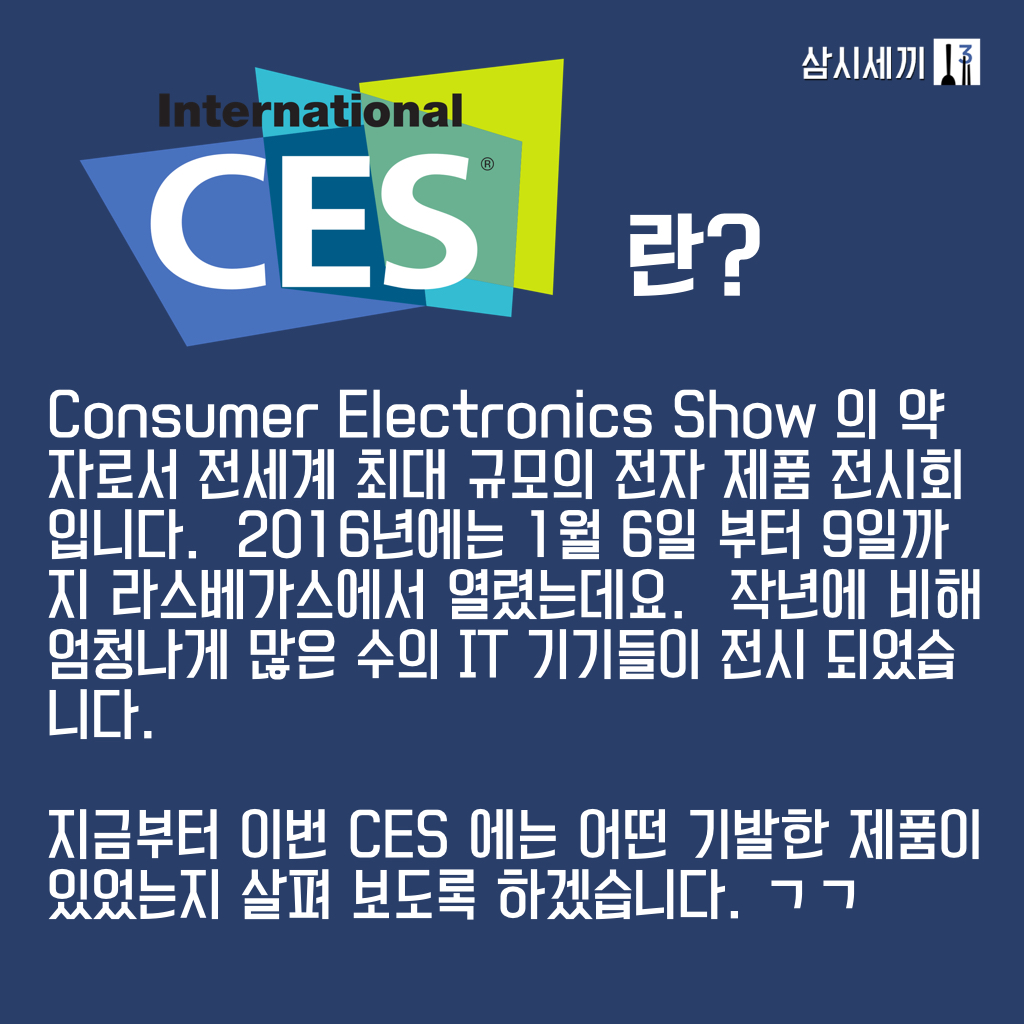 삼시세끼 3
International
CES®
란?
Consumer Electronics Show 의 약
자로서 전세계 최대 규모의 전자 제품 전시회
입니다. 2016년에는 1월 6일 부터 9일까
지 라스베가스에서 열렸는데요. 작년에 비해
엄청나게 많은 수의 IT 기기들이 전시 되었습
니다.
지금부터 이번 CES 에는 어떤 기발한 제품이
있었는지 살펴 보도록 하겠습니다. ㄱㄱ